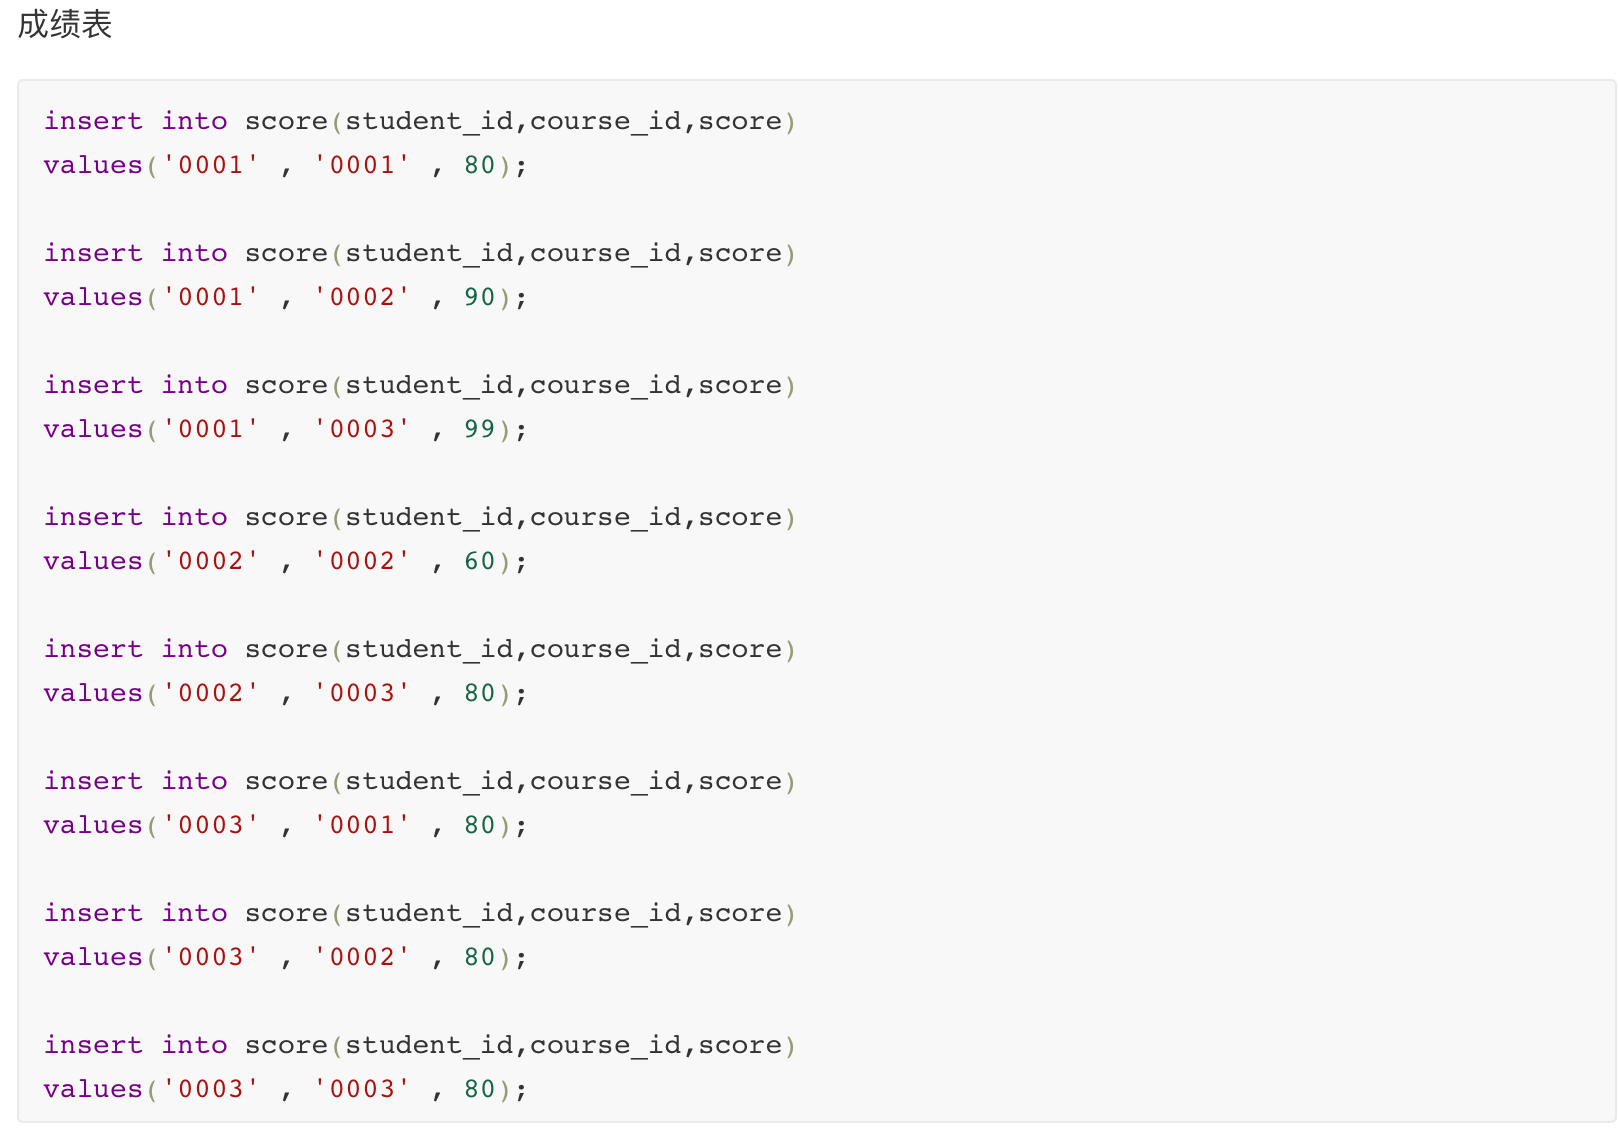 成绩表
insert into score(student_id,course_id,score)
values('0001' , '0001' , 80);
insert into score(student_id,course_id,score)
values('0001' , '0002' , 90);
insert into score(student_id,course_id,score)
values('0001' , '0003' , 99);
insert into score(student_id,course_id,score)
values('0002' , '0002' , 60);
insert into score(student_id,course_id,score)
values('0002' , '0003' , 80);
insert into score(student_id,course_id,score)
values('0003' , '0001' , 80);
insert into score(student_id,course_id,score)
values('0003' , '0002' , 80);
insert into score(student_id,course_id,score)
values('0003' , '0003' , 80);